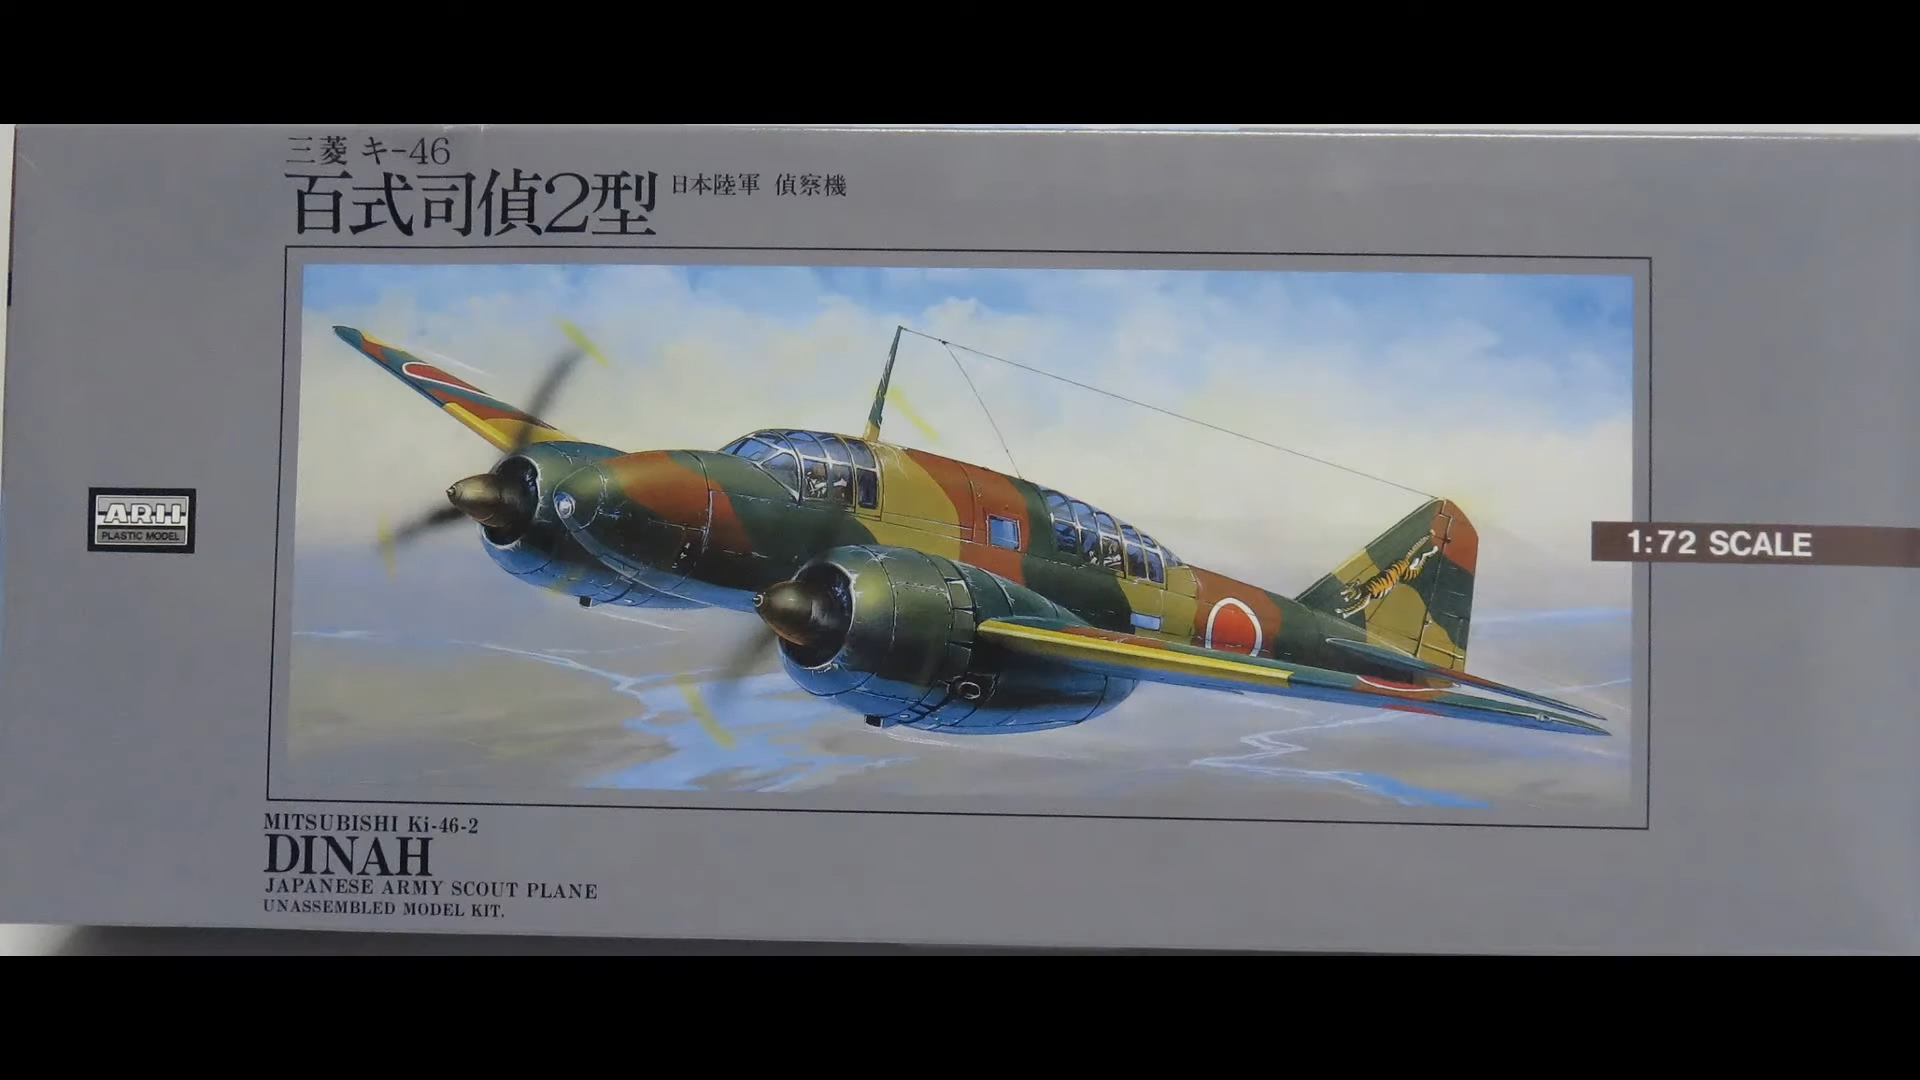 三菱 キ-46
百式司偵2型 日本陸軍 偵察機
ARII
PLASTIC MODEL
1:72 SCALE
MITSUBISHI Ki-46-2
DINAH
JAPANESE ARMY SCOUT PLANE
UNASSEMBLED MODEL KIT.